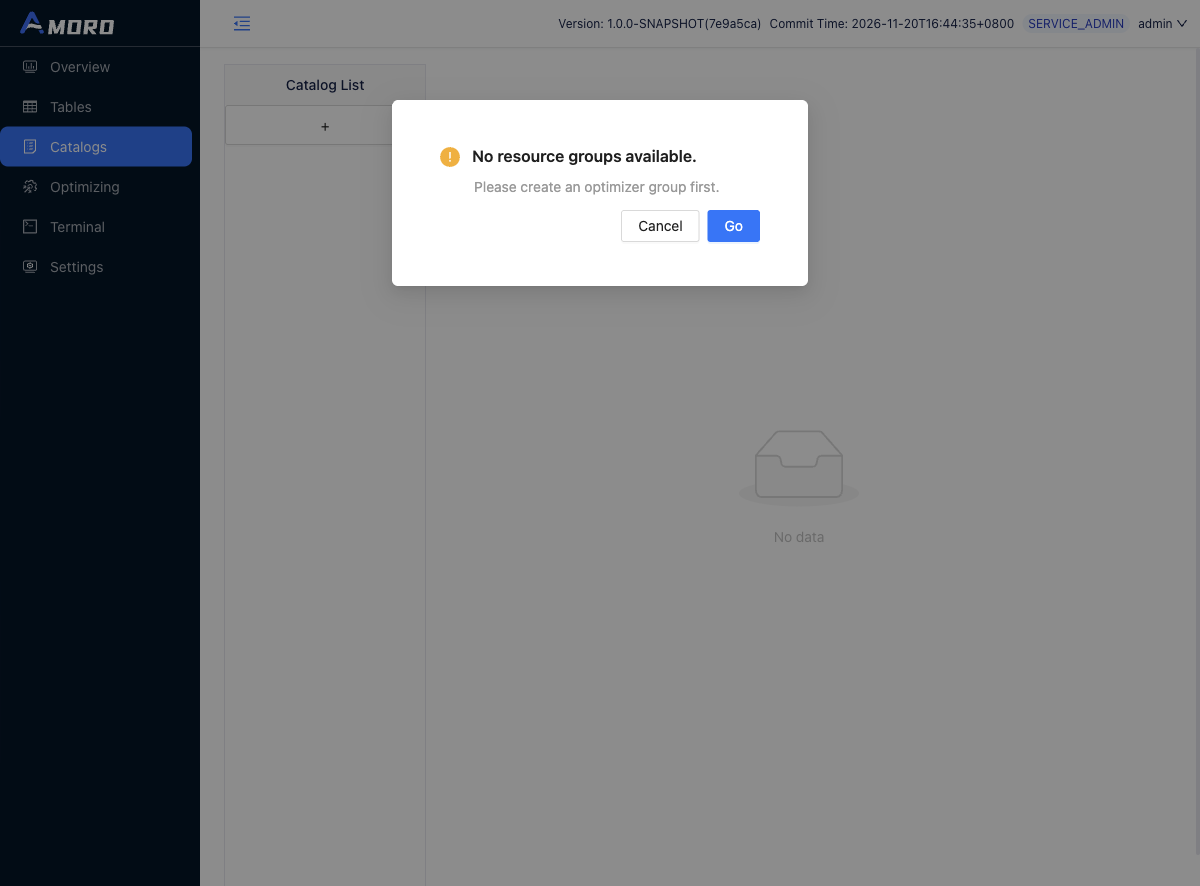 AMORO
Version: 1.0.0-SNAPSHOT(7e9a5ca) Commit Time: 2026-11-20T16:44:35+0800 SERVICE_ADMIN admin
Overview
Tables
Catalogs
Optimizing
Terminal
Settings
Catalog List
+
No resource groups available.
Please create an optimizer group first.
Cancel Go
No data